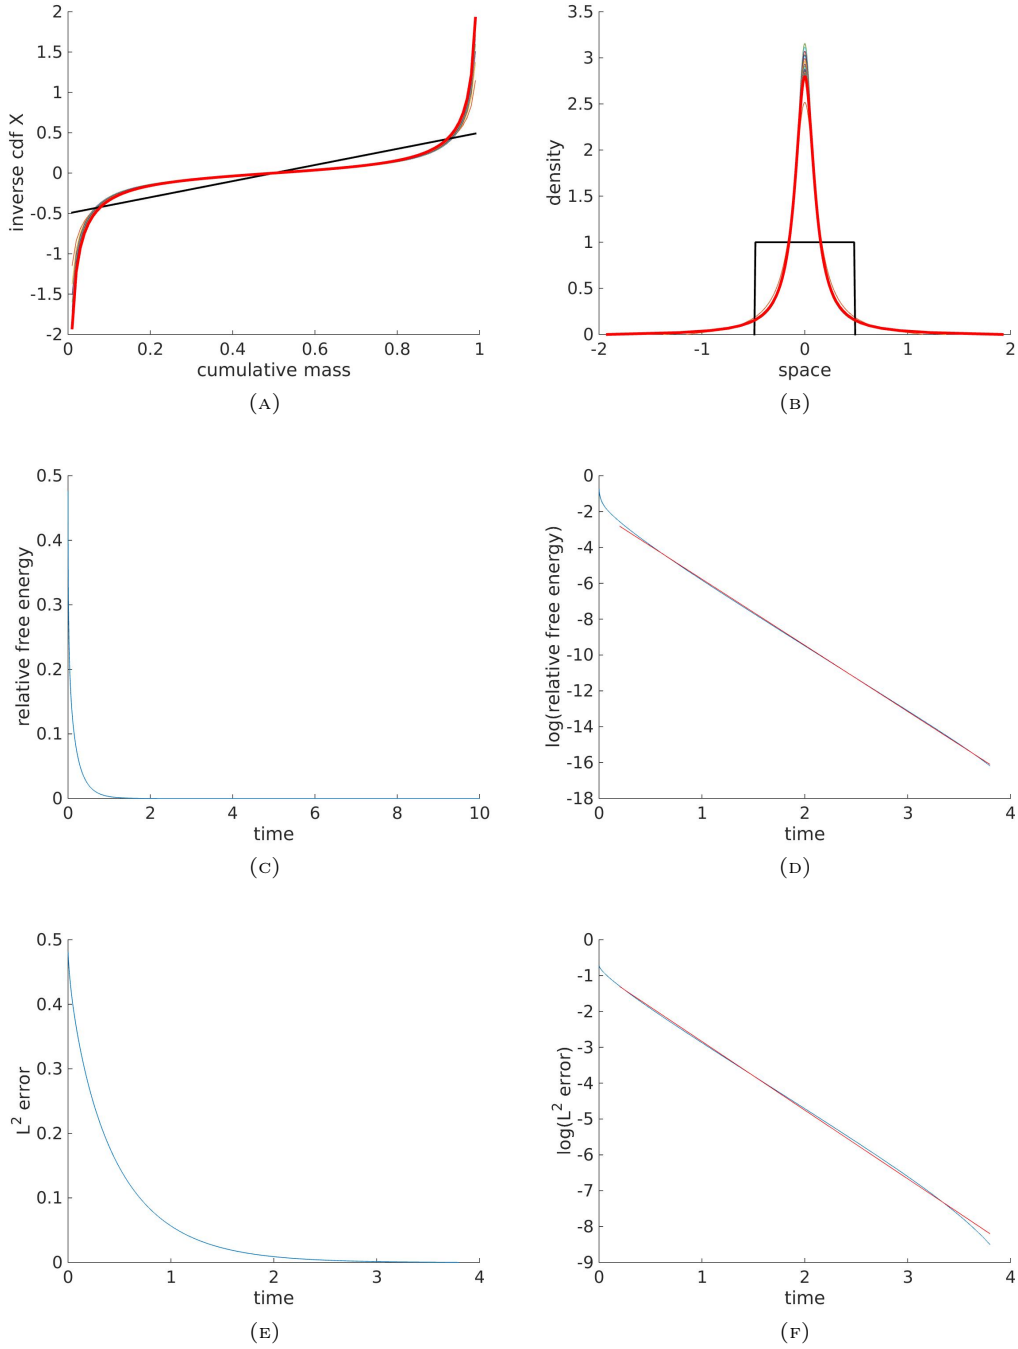 2
1.5
1
0.5
0
-0.5
-1
-1.5
-2
inverse cdf X
0 0.2 0.4 0.6 0.8 1
cumulative mass
(A)
3.5
3
2.5
2
1.5
1
0.5
0
density
-2 -1 0 1 2
space
(B)
0.5
0.4
0.3
0.2
0.1
0
relative free energy
0 2 4 6 8 10
time
(C)
0
-2
-4
-6
-8
-10
-12
-14
-16
-18
log(relative free energy)
0 1 2 3 4
time
(D)
0.5
0.4
0.3
0.2
0.1
0
L² error
0 1 2 3 4
time
(E)
0
-1
-2
-3
-4
-5
-6
-7
-8
-9
log(L² error)
0 1 2 3 4
time
(F)